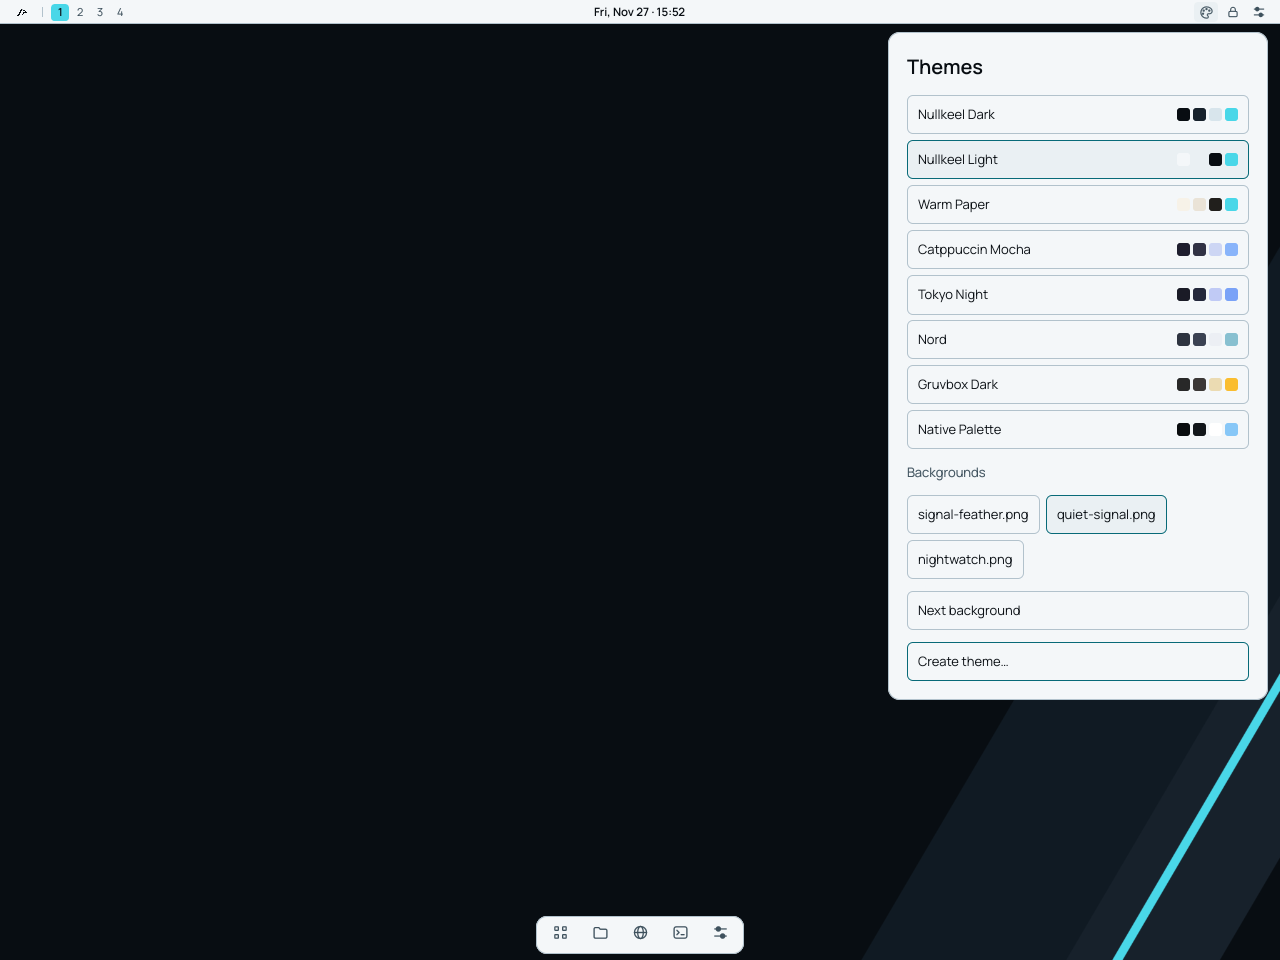 1 2 3 4
Fri, Nov 27 · 15:52
Themes
Nullkeel Dark
Nullkeel Light
Warm Paper
Catppuccin Mocha
Tokyo Night
Nord
Gruvbox Dark
Native Palette
Backgrounds
signal-feather.png quiet-signal.png
nightwatch.png
Next background
Create theme…